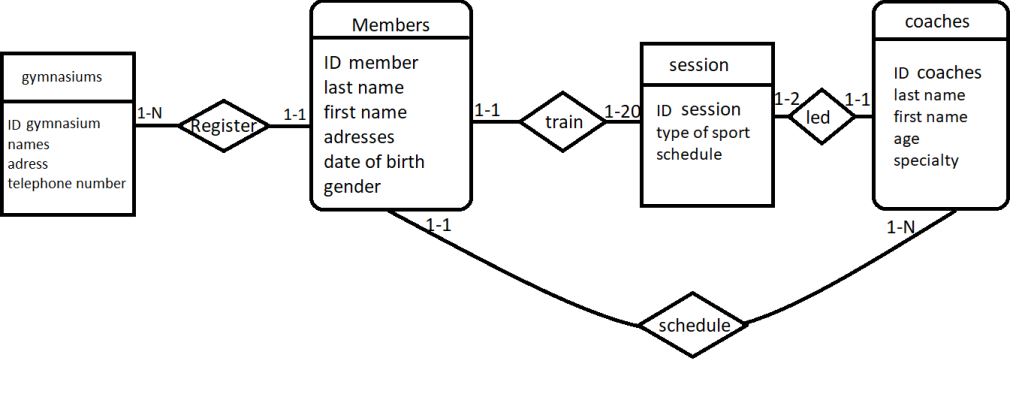 gymnasiums
ID gymnasium
names
adress
telephone number
1-N
Register
1-1
Members
ID member
last name
first name
adresses
date of birth
gender
1-1
train
1-20
session
ID session
type of sport
schedule
1-2
led
1-1
coaches
ID coaches
last name
first name
age
specialty
1-1
schedule
1-N